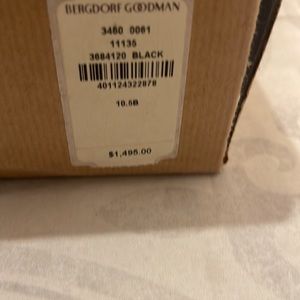 BERGDORF GOODMAN
3460 0061
11135
3684120 BLACK
401124322878
10.5B
$1,495.00